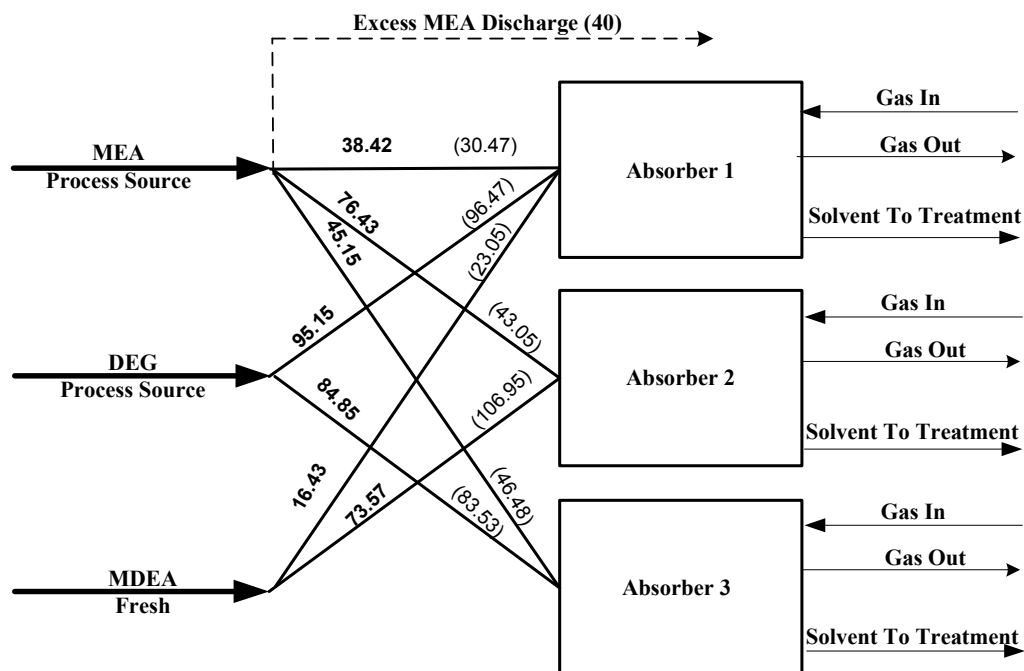 Excess MEA Discharge (40)
MEA
Process Source
38.42
(30.47)
76.43
45.15
(96.47)
(23.05)
Absorber 1
Gas In
Gas Out
Solvent To Treatment
DEG
Process Source
95.15
84.85
(43.05)
(106.95)
Absorber 2
Gas In
Gas Out
Solvent To Treatment
MDEA
Fresh
16.43
73.57
(83.53)
(46.48)
Absorber 3
Gas In
Gas Out
Solvent To Treatment